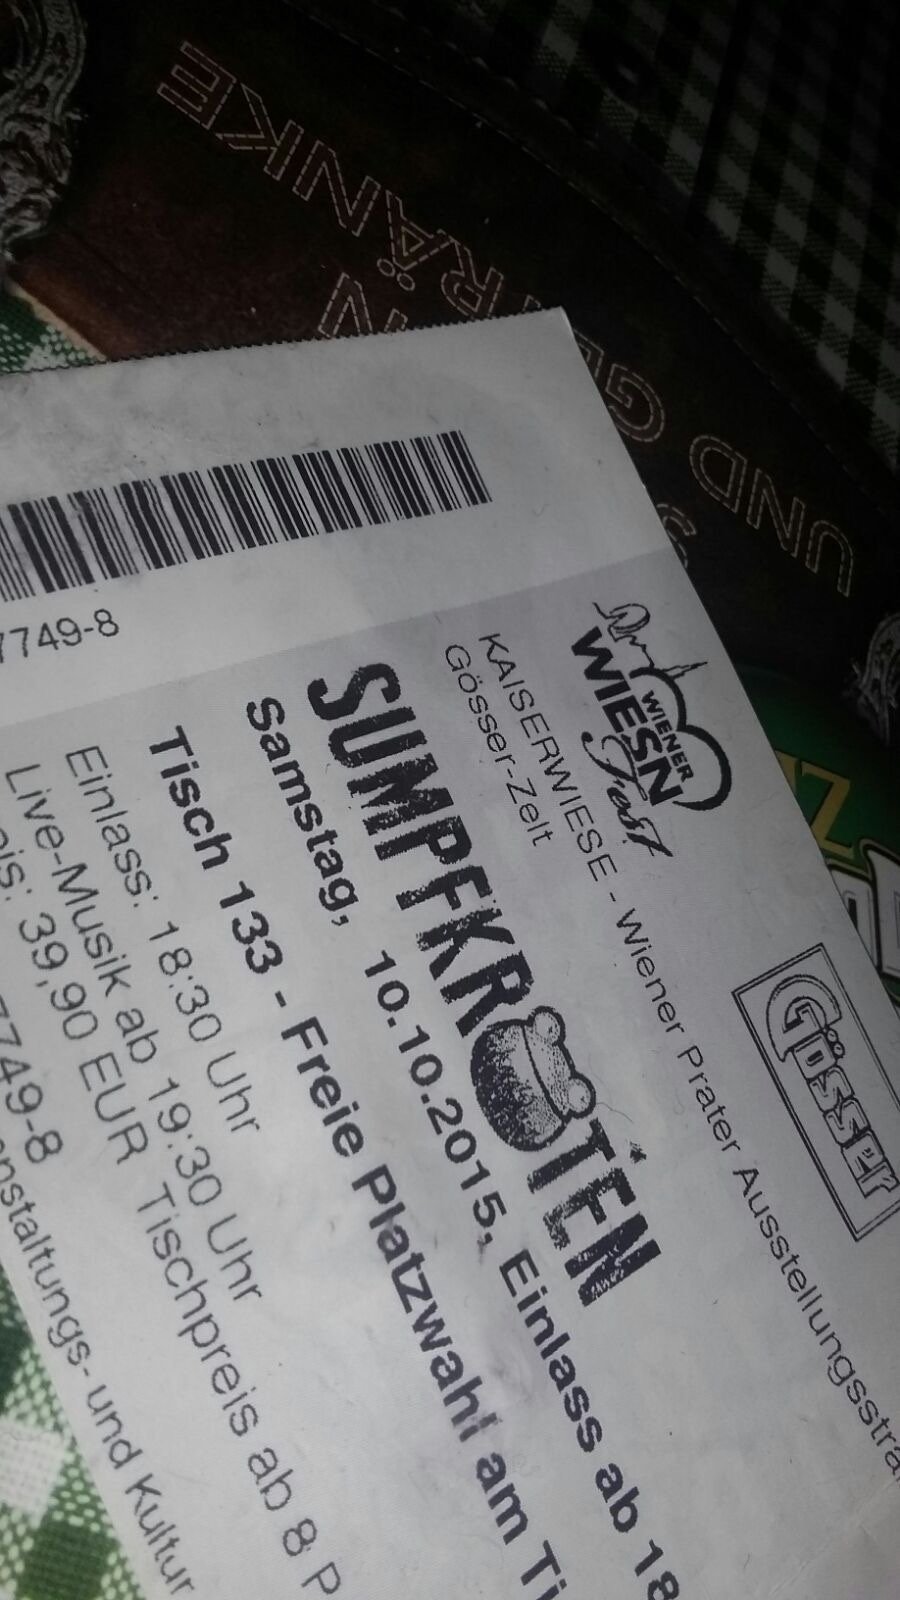 UND GETRÄNKE
7749-8
WIENER
WIESN
Fest
Gösser
KAISERWIESE - Wiener Prater Ausstellungsstra
Gösser-Zelt
SUMPFKRÖTEN
Samstag, 10.10.2015, Einlass ab 18
Tisch 133 - Freie Platzwahl am Ti
Einlass: 18:30 Uhr
Live-Musik ab 19:30 Uhr
eis: 39,90 EUR Tischpreis ab 8 P
7749-8
nstaltungs- und Kultur